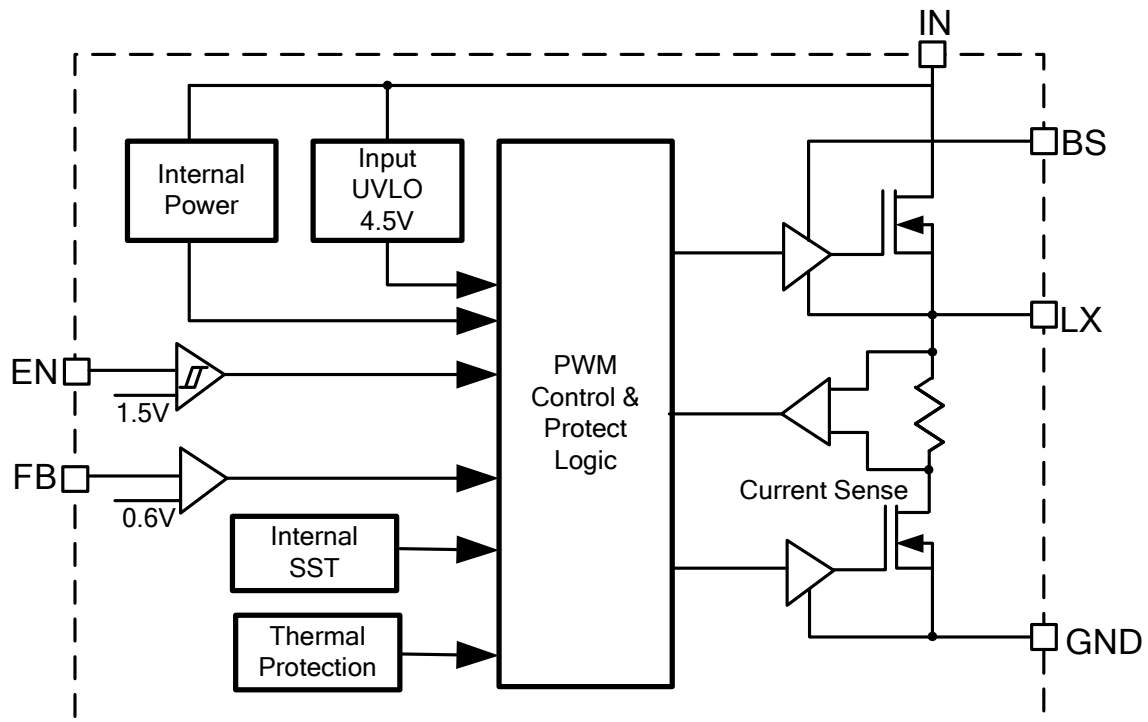 IN
BS
Internal
Power
Input
UVLO
4.5V
LX
EN
1.5V
PWM
Control &
Protect
Logic
FB
0.6V
Current Sense
Internal
SST
Thermal
Protection
GND